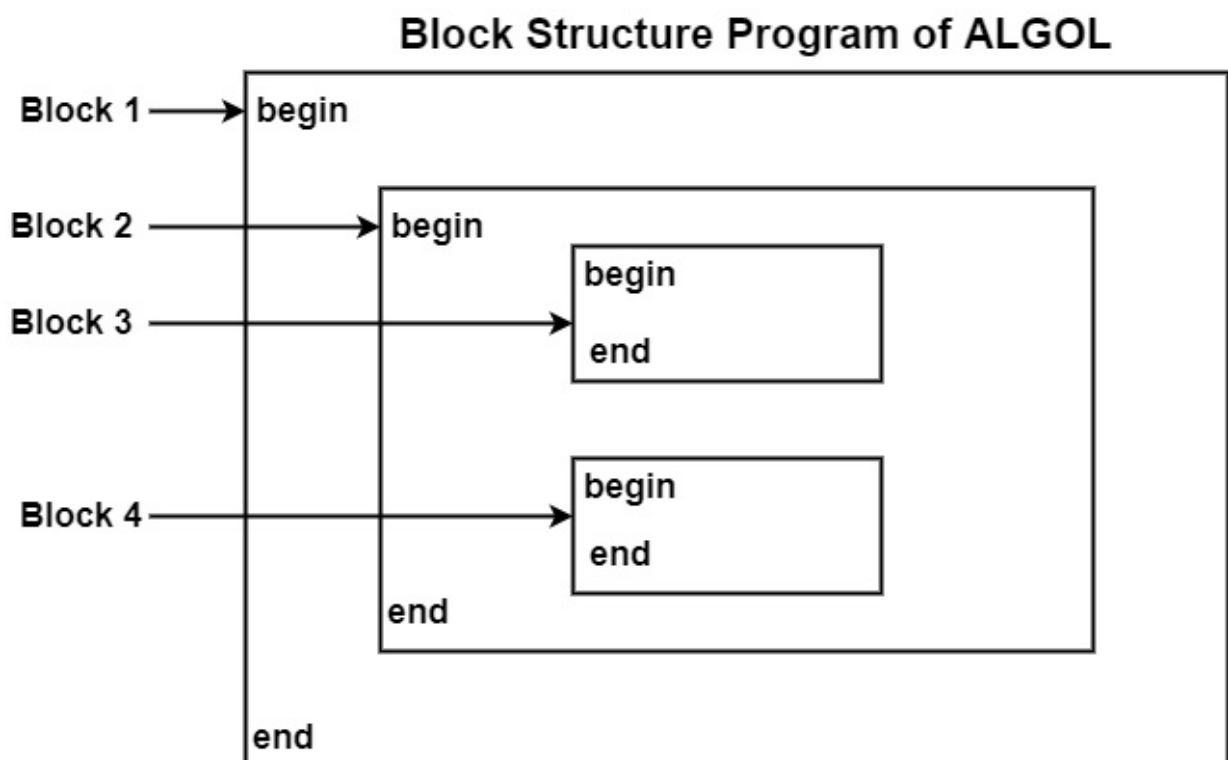 Block Structure Program of ALGOL
Block 1
begin
Block 2
begin
begin
Block 3
end
begin
Block 4
end
end
end